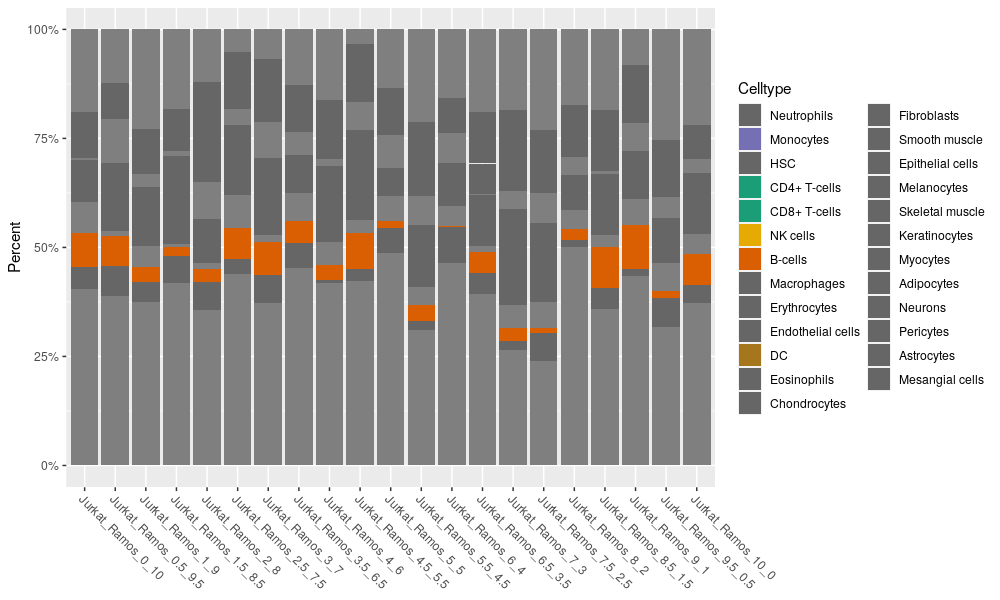 100%
75%
50%
25%
0%
Percent
Jurkat_Ramos_0_10
Jurkat_Ramos_0.5_9.5
Jurkat_Ramos_1_9
Jurkat_Ramos_1.5_8.5
Jurkat_Ramos_2_8
Jurkat_Ramos_2.5_7.5
Jurkat_Ramos_3_7
Jurkat_Ramos_3.5_6.5
Jurkat_Ramos_4_6
Jurkat_Ramos_4.5_5.5
Jurkat_Ramos_5_5
Jurkat_Ramos_5.5_4.5
Jurkat_Ramos_6_4
Jurkat_Ramos_6.5_3.5
Jurkat_Ramos_7_3
Jurkat_Ramos_7.5_2.5
Jurkat_Ramos_8_2
Jurkat_Ramos_8.5_1.5
Jurkat_Ramos_9_1
Jurkat_Ramos_9.5_0.5
Jurkat_Ramos_10_0
Celltype
Neutrophils
Monocytes
HSC
CD4+ T-cells
CD8+ T-cells
NK cells
B-cells
Macrophages
Erythrocytes
Endothelial cells
DC
Eosinophils
Chondrocytes
Fibroblasts
Smooth muscle
Epithelial cells
Melanocytes
Skeletal muscle
Keratinocytes
Myocytes
Adipocytes
Neurons
Pericytes
Astrocytes
Mesangial cells